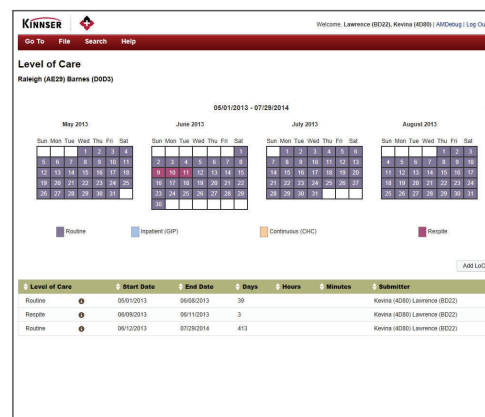 KINNSER
Welcome, Lawrence (BD22), Kevina (4D80) | AMDebug | Log Ou
Go To File Search Help
Level of Care
Raleigh (AE29) Barnes (D0D3)
05/01/2013 - 07/29/2014
May 2013 June 2013 July 2013 August 2013
Sun Mon Tue Wed Thu Fri Sat Sun Mon Tue Wed Thu Fri Sat Sun Mon Tue Wed Thu Fri Sat Sun Mon Tue Wed Thu Fri Sat
1 2 3 4 1 1 2 3 4 5 6 1 2 3
5 6 7 8 9 10 11 2 3 4 5 6 7 8 7 8 9 10 11 12 13 4 5 6 7 8 9 10
12 13 14 15 16 17 18 9 10 11 12 13 14 15 14 15 16 17 18 19 20 11 12 13 14 15 16 17
19 20 21 22 23 24 25 16 17 18 19 20 21 22 21 22 23 24 25 26 27 18 19 20 21 22 23 24
26 27 28 29 30 31 23 24 25 26 27 28 29 28 29 30 31 25 26 27 28 29 30 31
30
Routine Inpatient (GIP) Continuous (CHC) Respite
Add LoC
Level of Care Start Date End Date Days Hours Minutes Submitter
Routine 05/01/2013 06/08/2013 39 Kevina (4D80) Lawrence (BD22)
Respite 06/09/2013 06/11/2013 3 Kevina (4D80) Lawrence (BD22)
Routine 06/12/2013 07/29/2014 413 Kevina (4D80) Lawrence (BD22)